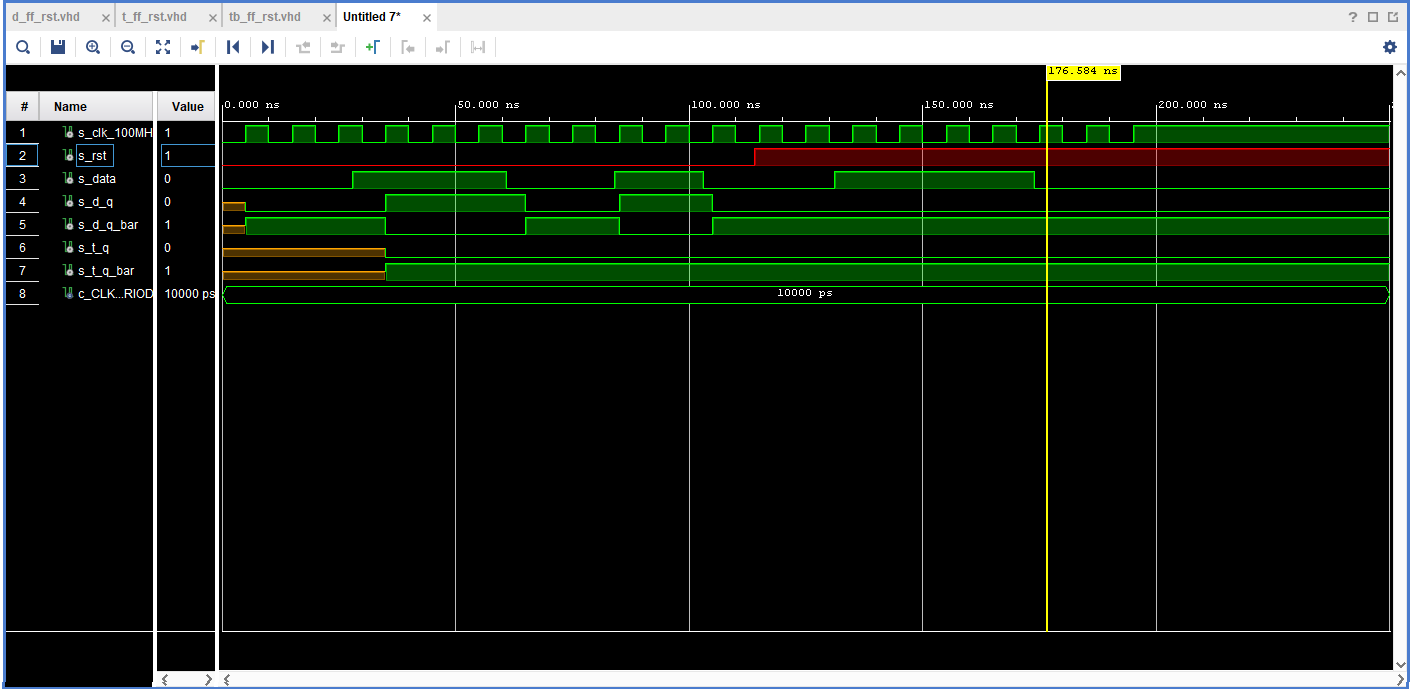 d_ff_rst.vhd × t_ff_rst.vhd × tb_ff_rst.vhd × Untitled 7* ×
?
176.584 ns
# Name Value
0.000 ns 50.000 ns 100.000 ns 150.000 ns 200.000 ns
1 s_clk_100MH 1
2 s_rst 1
3 s_data 0
4 s_d_q 0
5 s_d_q_bar 1
6 s_t_q 0
7 s_t_q_bar 1
8 c_CLK...RIOD 10000 ps 10000 ps